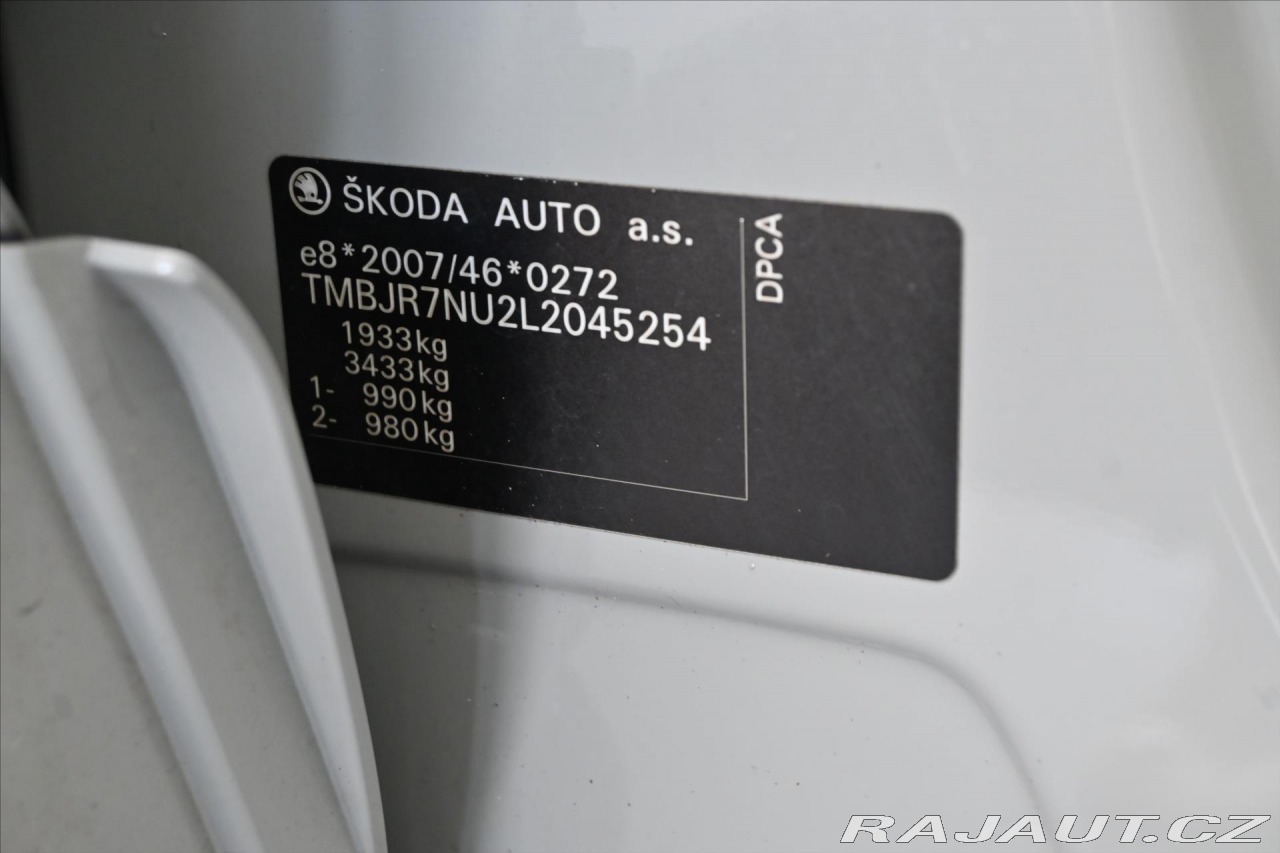 ŠKODA AUTO a.s.
e8*2007/46*0272
TMBJR7NU2L2045254
1933kg
3433kg
1- 990kg
2- 980kg
DPCA
RAJAUT.CZ